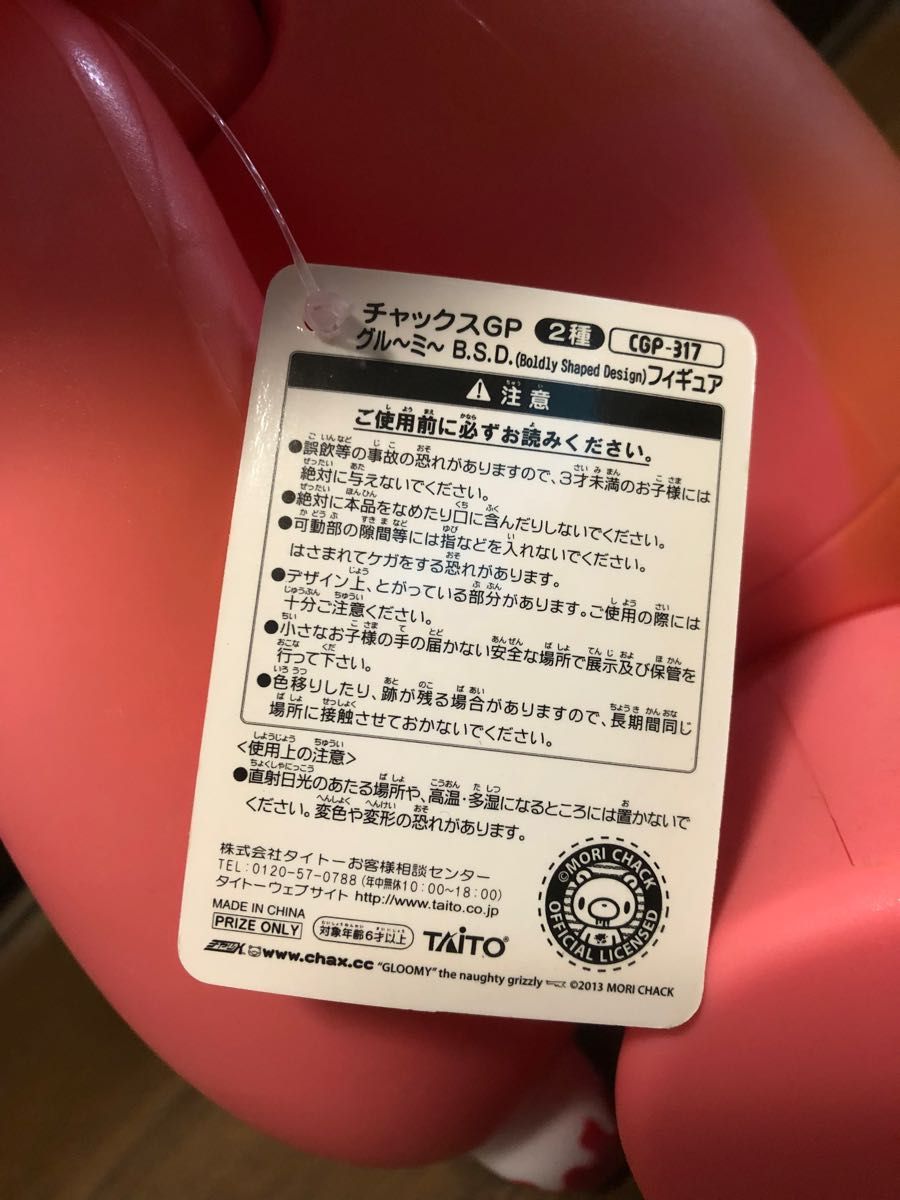 チャックスGP 2種 CGP-317
グル～ミ～ B.S.D.(Boldly Shaped Design)フィギュア
注意
ご使用前に必ずお読みください。
●誤飲等の事故の恐れがありますので、3才未満のお子様には
絶対に与えないでください。
●絶対に本品をなめたり口に含んだりしないでください。
●可動部の隙間等には指などを入れないでください。
はさまれてケガをする恐れがあります。
●デザイン上、とがっている部分があります。ご使用の際には
十分ご注意ください。
●小さなお子様の手の届かない安全な場所で展示及び保管を
行って下さい。
●色移りしたり、跡が残る場合がありますので、長期間同じ
場所に接触させておかないでください。
<使用上の注意>
●直射日光のあたる場所や、高温・多湿になるところには置かないで
ください。変色や変形の恐れがあります。
株式会社タイトーお客様相談センター
TEL:0120-57-0788(年中無休10:00～18:00)
タイトーウェブサイト http://www.taito.co.jp
MADE IN CHINA
PRIZE ONLY 対象年齢6才以上 TAITO
©MORI CHACK OFFICIAL LICENSED
www.chax.cc "GLOOMY" the naughty grizzly ©2013 MORI CHACK